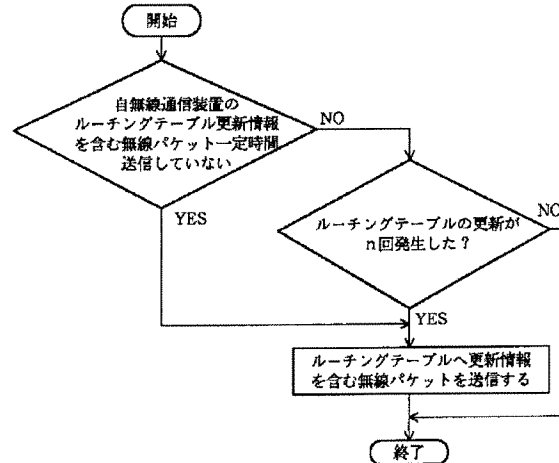 開始
自無線通信装置の
ルーチングテーブル更新情報
を含む無線パケット一定時間
送信していない
NO
YES
ルーチングテーブルの更新が
n回発生した？
NO
YES
ルーチングテーブルへ更新情報
を含む無線パケットを送信する
終了